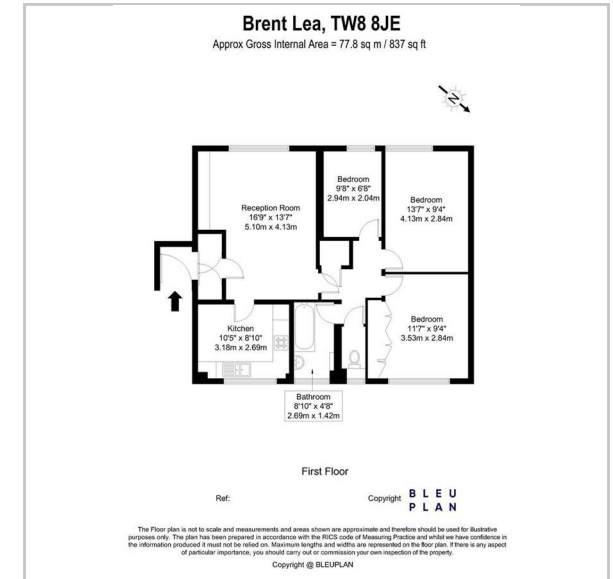 Brent Lea, TW8 8JE
Approx Gross Internal Area = 77.8 sq m / 837 sq ft
N
Bedroom
9'8" x 6'8"
2.94m x 2.04m
Bedroom
13'7" x 9'4"
4.13m x 2.84m
Reception Room
16'9" x 13'7"
5.10m x 4.13m
Kitchen
10'5" x 8'10"
3.18m x 2.69m
Bedroom
11'7" x 9'4"
3.53m x 2.84m
Bathroom
8'10" x 4'8"
2.69m x 1.42m
First Floor
Ref:
Copyright
BLEU
PLAN
The Floor plan is not to scale and measurements and areas shown are approximate and therefore should be used for illustrative
purposes only. The plan has been prepared in accordance with the RICS code of Measuring Practice and whilst we have confidence in
the information produced it must not be relied on. Maximum lengths and widths are represented on the floor plan. If there is any aspect
of particular importance, you should carry out or commission your own inspection of the property.
Copyright @ BLEUPLAN